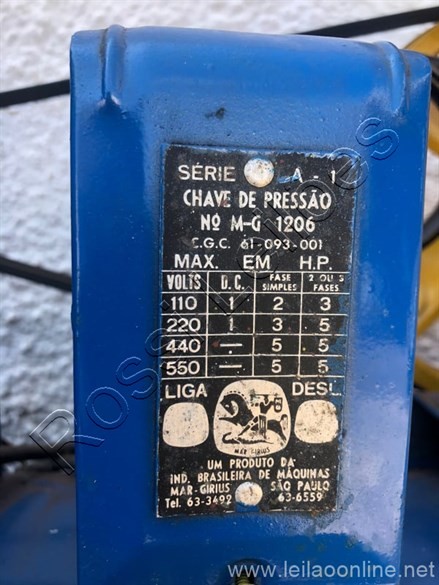 SÉRIE A - 1
CHAVE DE PRESSÃO
Nº M-G 1206
C.G.C. 61-093-001
MAX. EM H.P.
VOLTS D.C. FASE SIMPLES 2 OU 3 FASES
110 1 2 3
220 1 3 5
440 — 5 5
550 — 5 5
LIGA DESL.
MAR-GIRIUS
UM PRODUTO DA
IND. BRASILEIRA DE MÁQUINAS
MAR-GIRIUS SÃO PAULO
Tel. 63-3492 63-6559
Ross Leiloes
www.leilaoonline.net